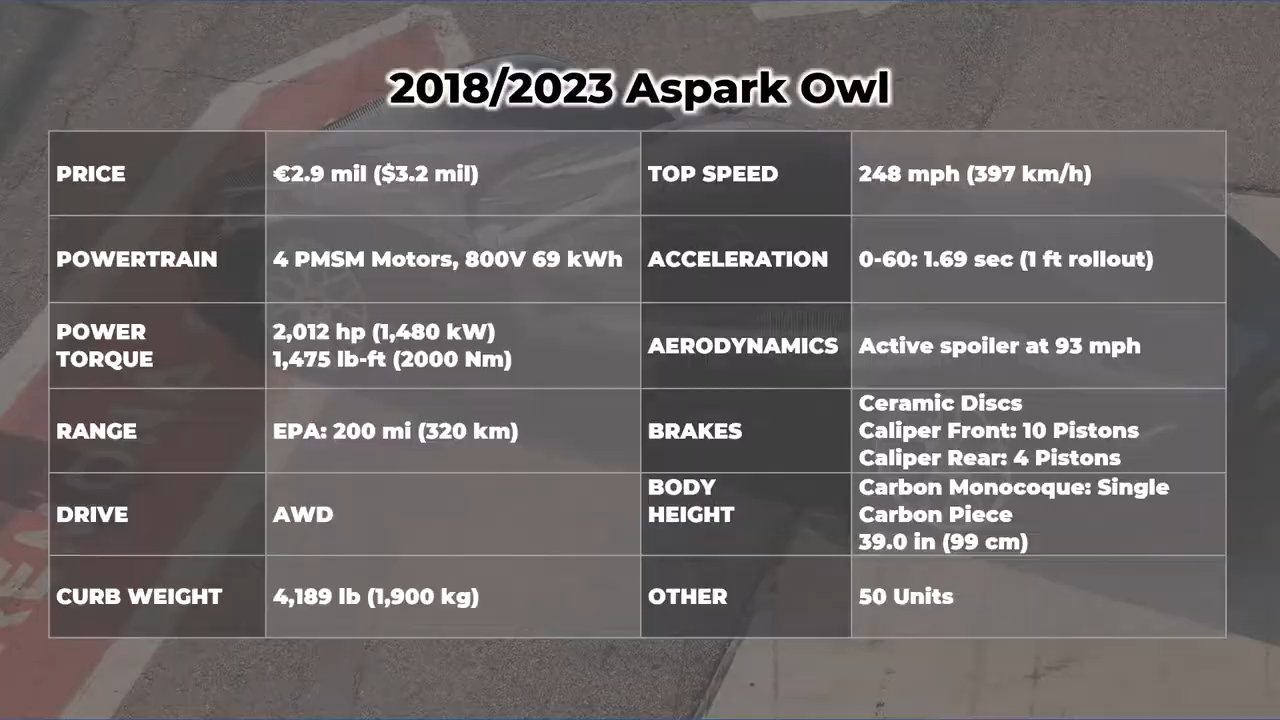 2018/2023 Aspark Owl
PRICE
€2.9 mil ($3.2 mil)
TOP SPEED
248 mph (397 km/h)
POWERTRAIN
4 PMSM Motors, 800V 69 kWh
ACCELERATION
0-60: 1.69 sec (1 ft rollout)
POWER
TORQUE
2,012 hp (1,480 kW)
1,475 lb-ft (2000 Nm)
AERODYNAMICS
Active spoiler at 93 mph
RANGE
EPA: 200 mi (320 km)
BRAKES
Ceramic Discs
Caliper Front: 10 Pistons
Caliper Rear: 4 Pistons
DRIVE
AWD
BODY
HEIGHT
Carbon Monocoque: Single
Carbon Piece
39.0 in (99 cm)
CURB WEIGHT
4,189 lb (1,900 kg)
OTHER
50 Units